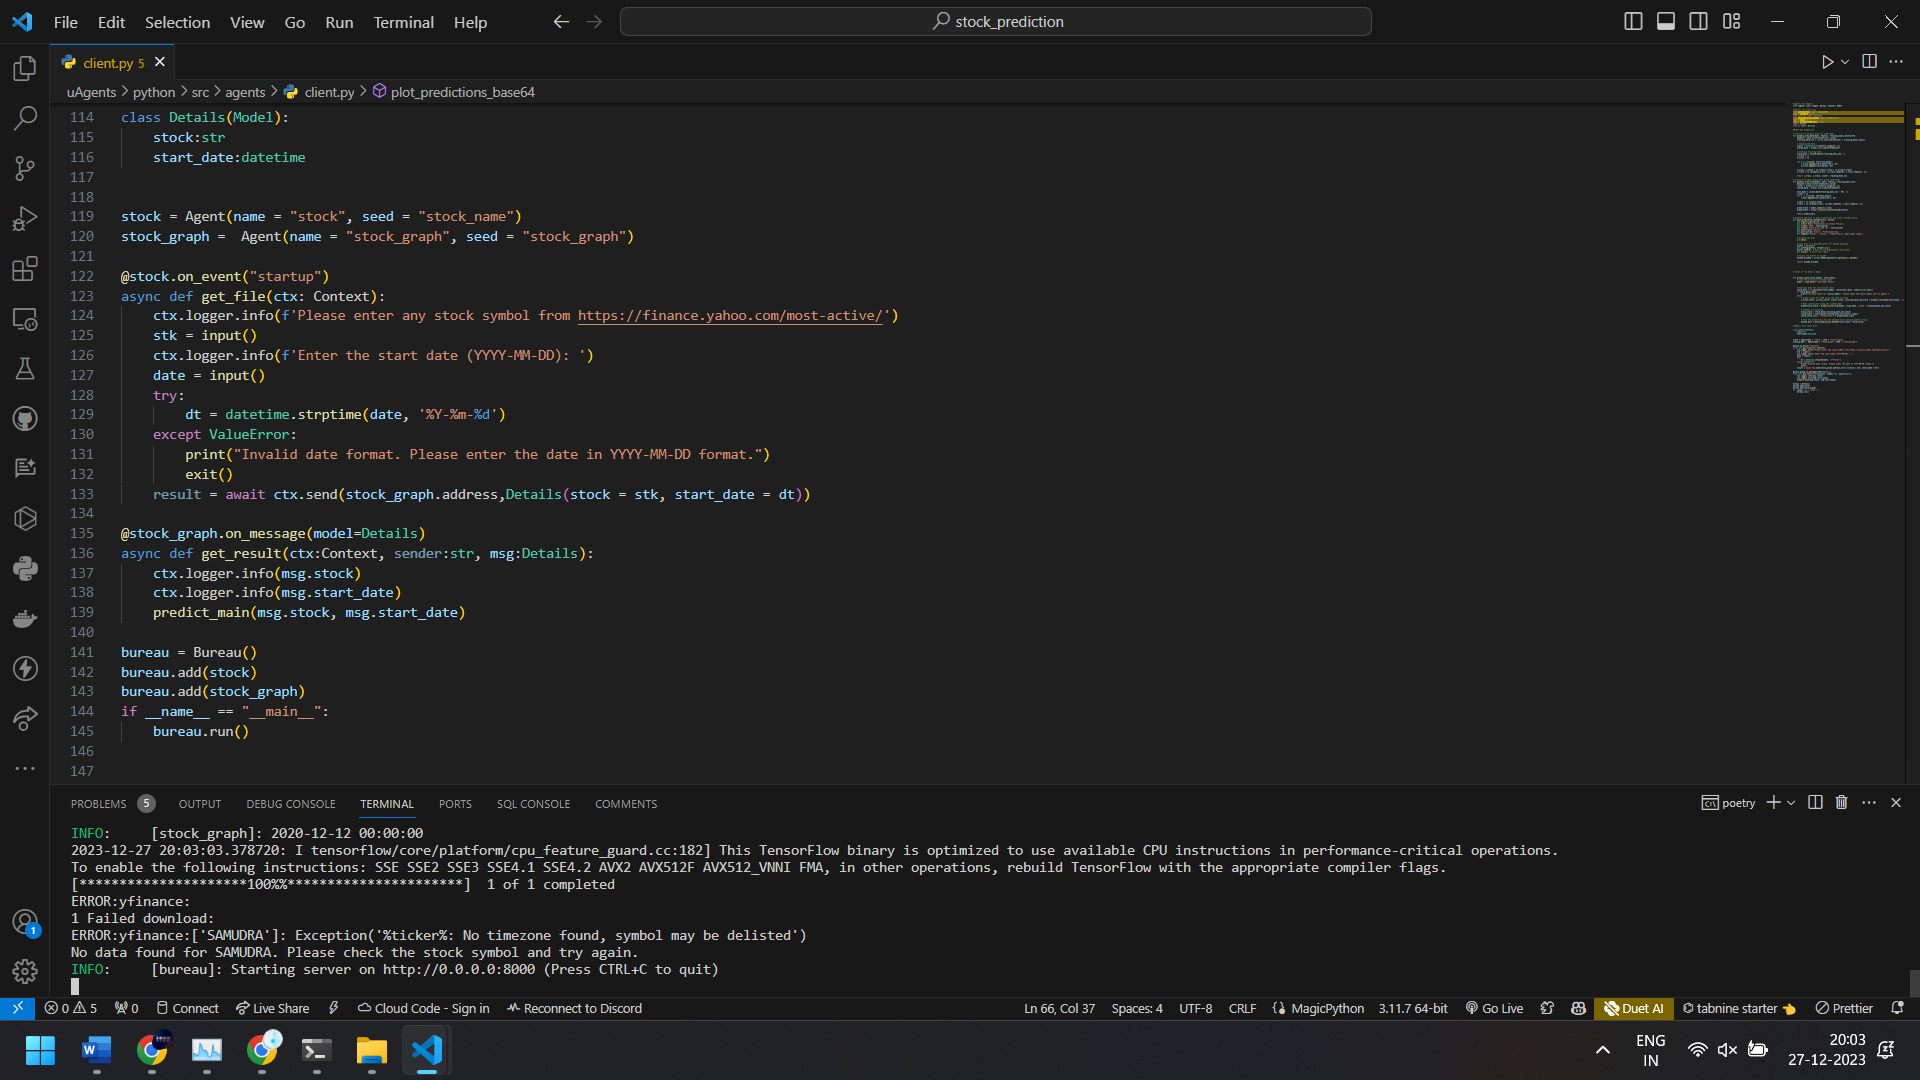 File Edit Selection View Go Run Terminal Help
stock_prediction
client.py 5
uAgents > python > src > agents > client.py > plot_predictions_base64
114 class Details(Model):
115 stock:str
116 start_date:datetime
117
118
119 stock = Agent(name = "stock", seed = "stock_name")
120 stock_graph =  Agent(name = "stock_graph", seed = "stock_graph")
121
122 @stock.on_event("startup")
123 async def get_file(ctx: Context):
124 ctx.logger.info(f'Please enter any stock symbol from https://finance.yahoo.com/most-active/')
125 stk = input()
126 ctx.logger.info(f'Enter the start date (YYYY-MM-DD): ')
127 date = input()
128 try:
129 dt = datetime.strptime(date, '%Y-%m-%d')
130 except ValueError:
131 print("Invalid date format. Please enter the date in YYYY-MM-DD format.")
132 exit()
133 result = await ctx.send(stock_graph.address,Details(stock = stk, start_date = dt))
134
135 @stock_graph.on_message(model=Details)
136 async def get_result(ctx:Context, sender:str, msg:Details):
137 ctx.logger.info(msg.stock)
138 ctx.logger.info(msg.start_date)
139 predict_main(msg.stock, msg.start_date)
140
141 bureau = Bureau()
142 bureau.add(stock)
143 bureau.add(stock_graph)
144 if __name__ == "__main__":
145 bureau.run()
146
147
PROBLEMS 5 OUTPUT DEBUG CONSOLE TERMINAL PORTS SQL CONSOLE COMMENTS
poetry
INFO:     [stock_graph]: 2020-12-12 00:00:00
2023-12-27 20:03:03.378720: I tensorflow/core/platform/cpu_feature_guard.cc:182] This TensorFlow binary is optimized to use available CPU instructions in performance-critical operations.
To enable the following instructions: SSE SSE2 SSE3 SSE4.1 SSE4.2 AVX2 AVX512F AVX512_VNNI FMA, in other operations, rebuild TensorFlow with the appropriate compiler flags.
[*********************100%%**********************]  1 of 1 completed
ERROR:yfinance:
1 Failed download:
ERROR:yfinance:['SAMUDRA']: Exception('%ticker%: No timezone found, symbol may be delisted')
No data found for SAMUDRA. Please check the stock symbol and try again.
INFO:     [bureau]: Starting server on http://0.0.0.0:8000 (Press CTRL+C to quit)
1
0 5 0 Connect Live Share Cloud Code - Sign in Reconnect to Discord Ln 66, Col 37 Spaces: 4 UTF-8 CRLF MagicPython 3.11.7 64-bit Go Live Duet AI tabnine starter Prettier
ENG
IN
20:03
27-12-2023